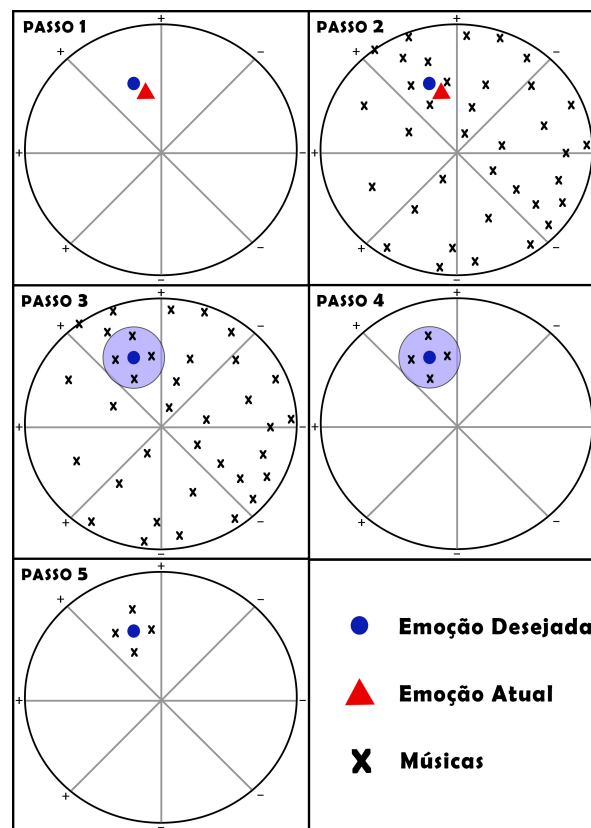 PASSO 1
PASSO 2
PASSO 3
PASSO 4
PASSO 5
Emoção Desejada
Emoção Atual
Músicas